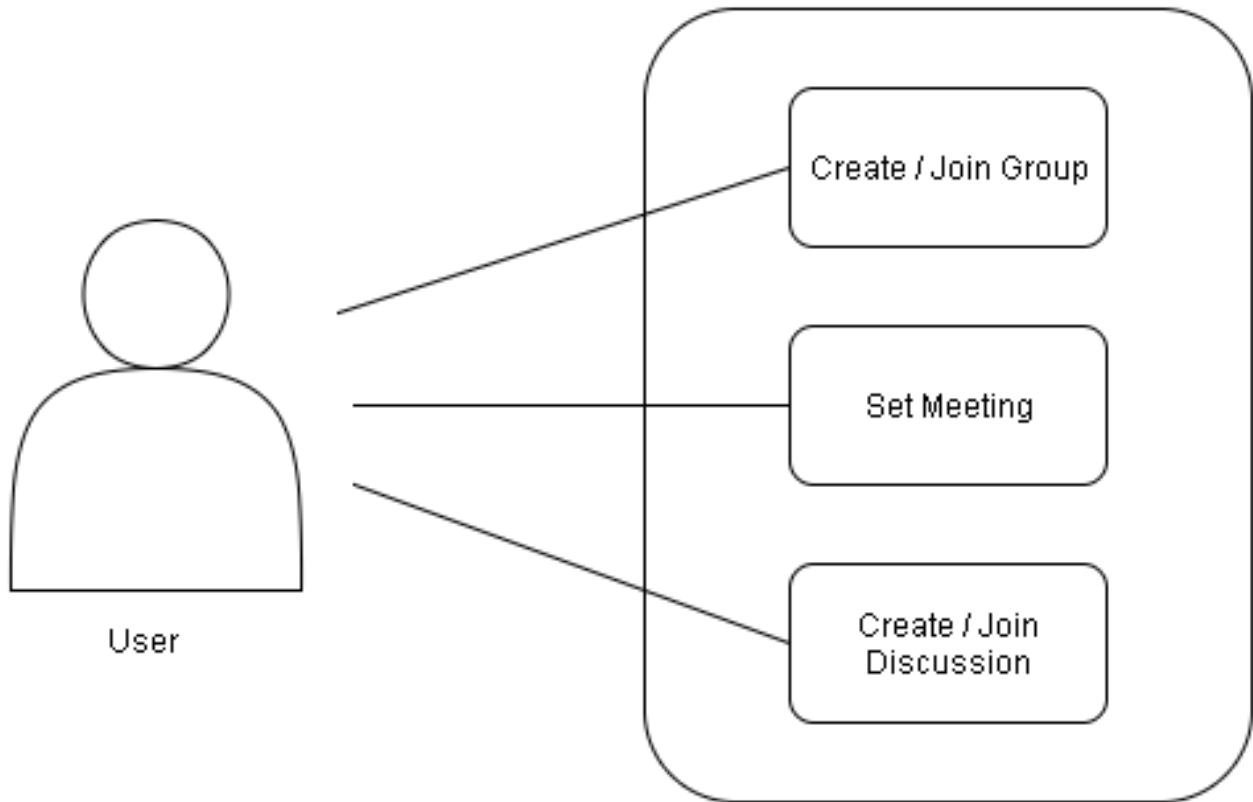 Create / Join Group
Set Meeting
Create / Join
Discussion
User